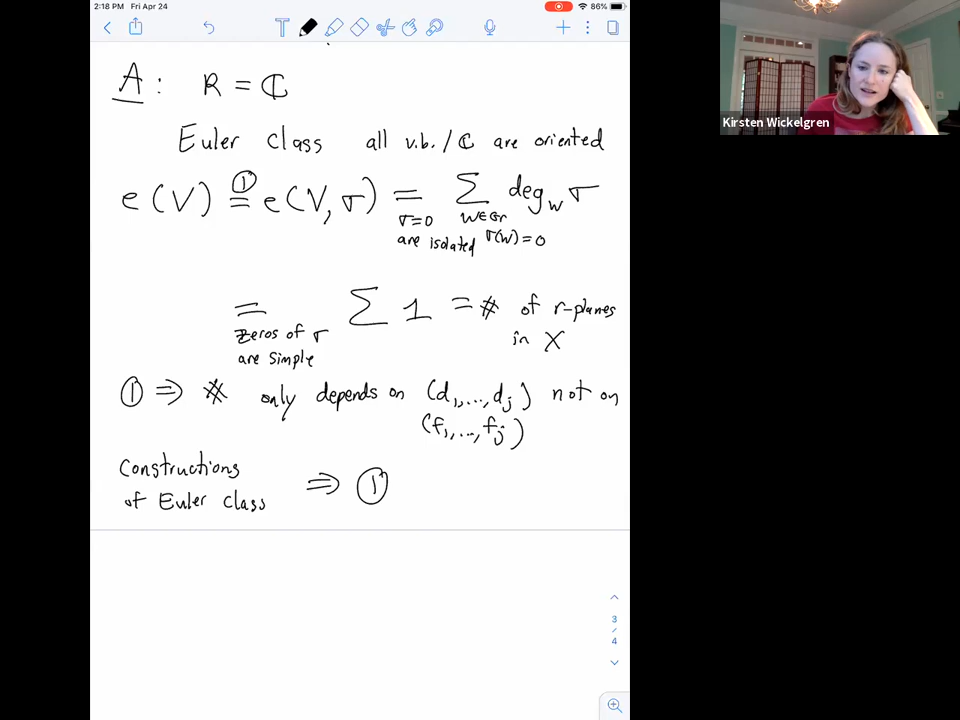 2:18 PM Fri Apr 24
86%
Kirsten Wickelgren
A: R = ℂ
Euler class all v.b. / ℂ are oriented
e(V) ①= e(V, σ) = Σ deg_w σ
σ=0 W∈Gr
are isolated σ(W)=0
= Σ 1 = # of r-planes
zeros of σ in X
are simple
① ⇒ # only depends on (d₁,...,dⱼ) not on
(f₁,...,fⱼ)
Constructions
of Euler class ⇒ ①
3
/
4